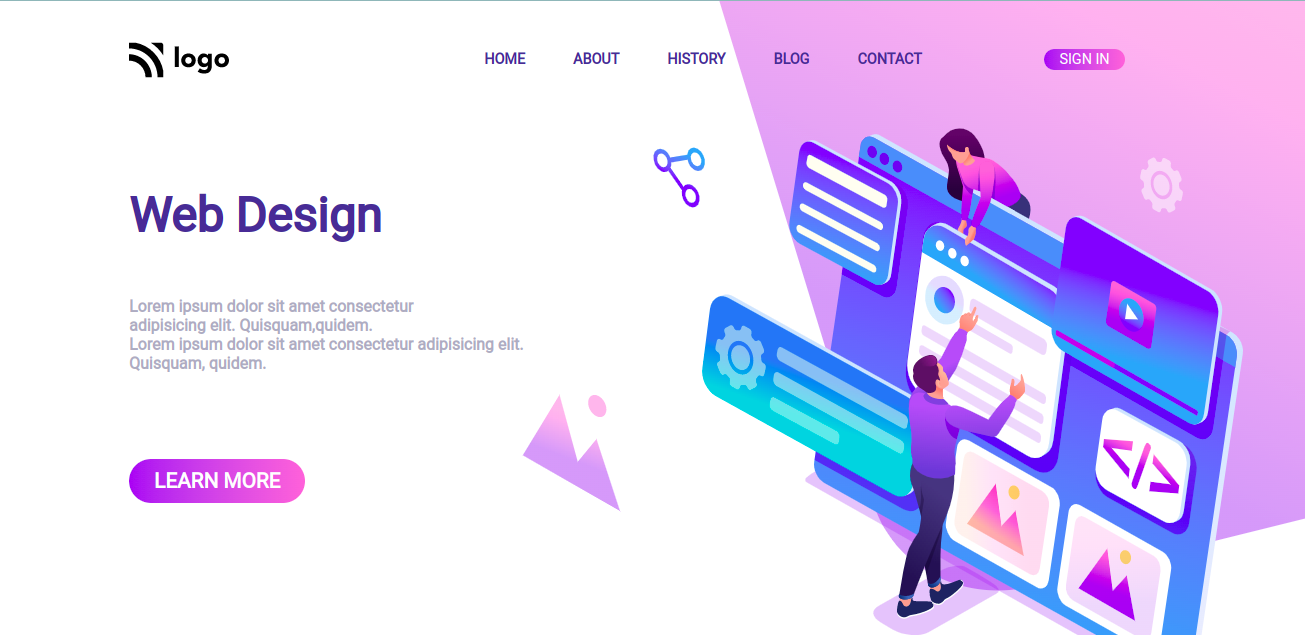 logo
HOME
ABOUT
HISTORY
BLOG
CONTACT
SIGN IN
Web Design
Lorem ipsum dolor sit amet consectetur
adipisicing elit. Quisquam,quidem.
Lorem ipsum dolor sit amet consectetur adipisicing elit.
Quisquam, quidem.
LEARN MORE
</>